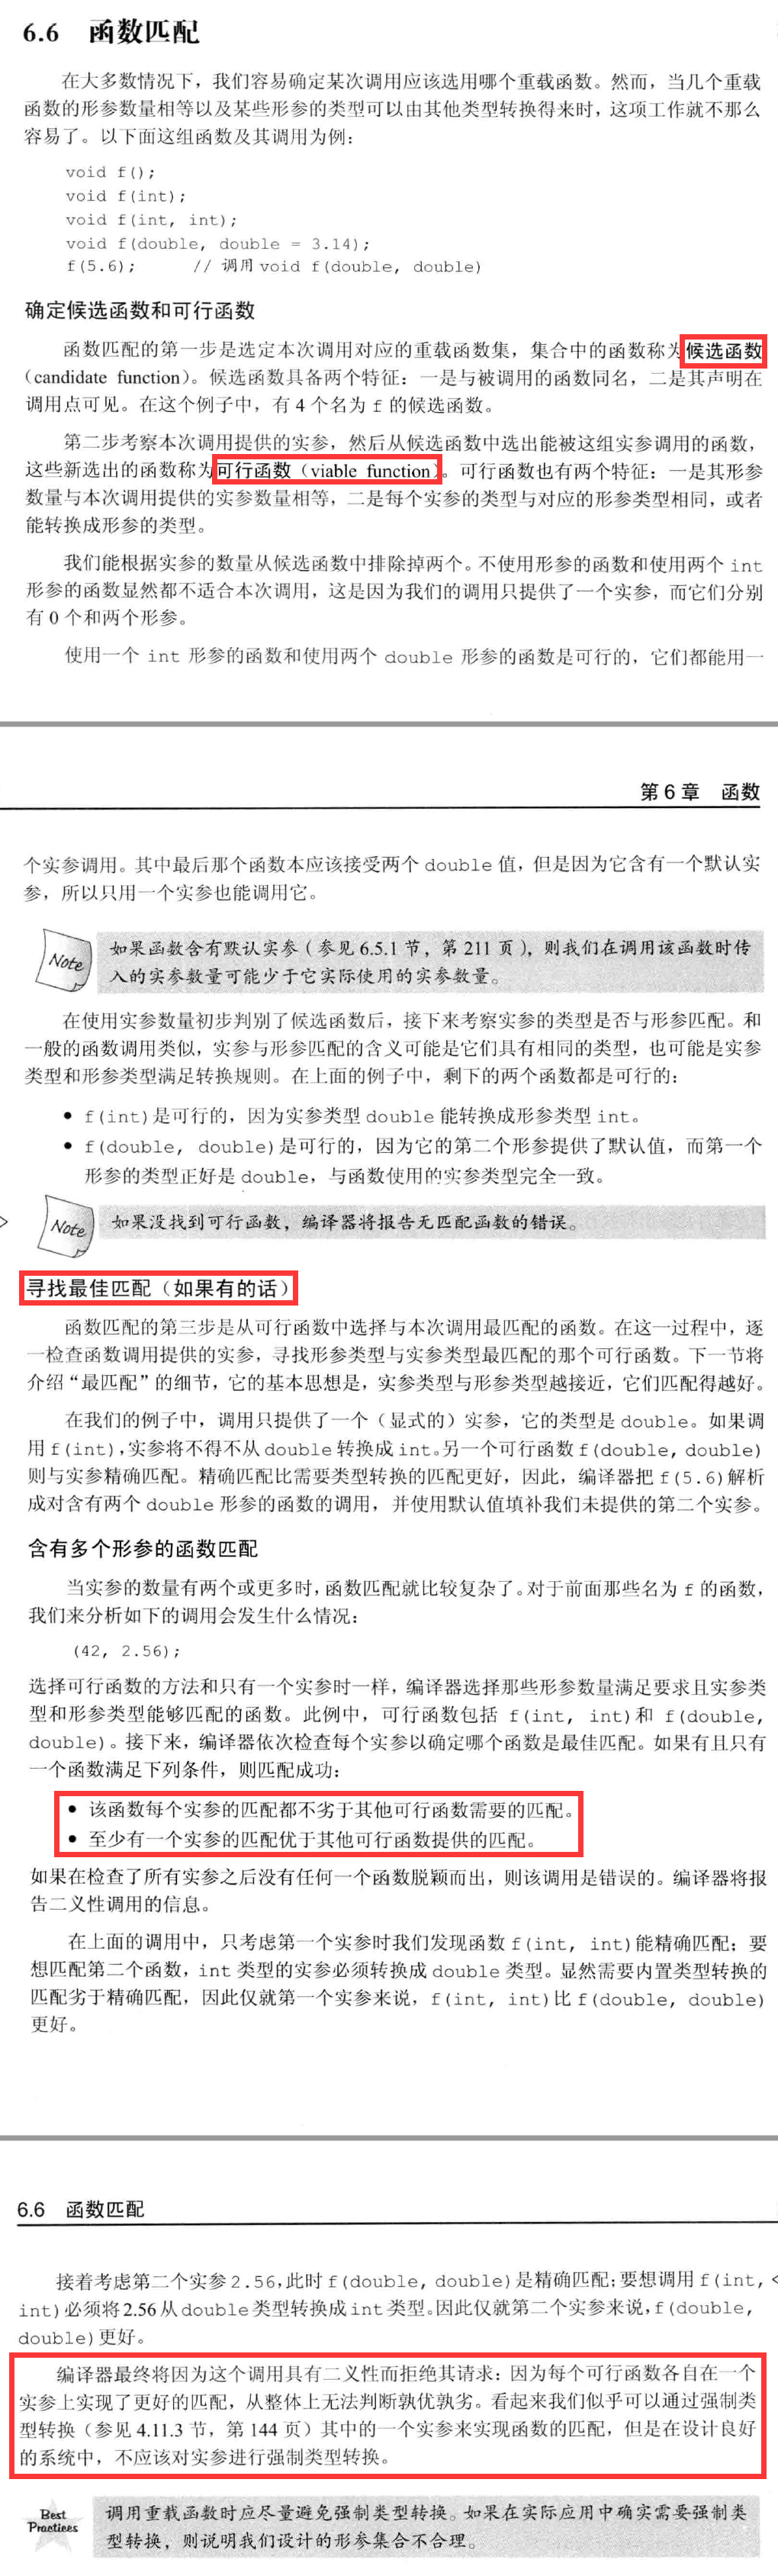 6.6 函数匹配
在大多数情况下，我们容易确定某次调用应该选用哪个重载函数。然而，当几个重载
函数的形参数量相等以及某些形参的类型可以由其他类型转换得来时，这项工作就不那么
容易了。以下面这组函数及其调用为例：
void f();
void f(int);
void f(int, int);
void f(double, double = 3.14);
f(5.6); // 调用 void f(double, double)
确定候选函数和可行函数
函数匹配的第一步是选定本次调用对应的重载函数集，集合中的函数称为候选函数
（candidate function）。候选函数具备两个特征：一是与被调用的函数同名，二是其声明在
调用点可见。在这个例子中，有 4 个名为 f 的候选函数。
第二步考察本次调用提供的实参，然后从候选函数中选出能被这组实参调用的函数，
这些新选出的函数称为可行函数（viable function）。可行函数也有两个特征：一是其形参
数量与本次调用提供的实参数量相等，二是每个实参的类型与对应的形参类型相同，或者
能转换成形参的类型。
我们能根据实参的数量从候选函数中排除掉两个。不使用形参的函数和使用两个 int
形参的函数显然都不适合本次调用，这是因为我们的调用只提供了一个实参，而它们分别
有 0 个和两个形参。
使用一个 int 形参的函数和使用两个 double 形参的函数是可行的，它们都能用一
第 6 章 函数
个实参调用。其中最后那个函数本应该接受两个 double 值，但是因为它含有一个默认实
参，所以只用一个实参也能调用它。
Note
如果函数含有默认实参（参见 6.5.1 节，第 211 页），则我们在调用该函数时传
入的实参数量可能少于它实际使用的实参数量。
在使用实参数量初步判别了候选函数后，接下来考察实参的类型是否与形参匹配。和
一般的函数调用类似，实参与形参匹配的含义可能是它们具有相同的类型，也可能是实参
类型和形参类型满足转换规则。在上面的例子中，剩下的两个函数都是可行的：
● f(int)是可行的，因为实参类型 double 能转换成形参类型 int。
● f(double, double)是可行的，因为它的第二个形参提供了默认值，而第一个
形参的类型正好是 double，与函数使用的实参类型完全一致。
Note
如果没找到可行函数，编译器将报告无匹配函数的错误。
寻找最佳匹配（如果有的话）
函数匹配的第三步是从可行函数中选择与本次调用最匹配的函数。在这一过程中，逐
一检查函数调用提供的实参，寻找形参类型与实参类型最匹配的那个可行函数。下一节将
介绍“最匹配”的细节，它的基本思想是，实参类型与形参类型越接近，它们匹配得越好。
在我们的例子中，调用只提供了一个（显式的）实参，它的类型是 double。如果调
用 f(int)，实参将不得不从 double 转换成 int。另一个可行函数 f(double, double)
则与实参精确匹配。精确匹配比需要类型转换的匹配更好，因此，编译器把 f(5.6)解析
成对含有两个 double 形参的函数的调用，并使用默认值填补我们未提供的第二个实参。
含有多个形参的函数匹配
当实参的数量有两个或更多时，函数匹配就比较复杂了。对于前面那些名为 f 的函数，
我们来分析如下的调用会发生什么情况：
(42, 2.56);
选择可行函数的方法和只有一个实参时一样，编译器选择那些形参数量满足要求且实参类
型和形参类型能够匹配的函数。此例中，可行函数包括 f(int, int)和 f(double,
double)。接下来，编译器依次检查每个实参以确定哪个函数是最佳匹配。如果有且只有
一个函数满足下列条件，则匹配成功：
● 该函数每个实参的匹配都不劣于其他可行函数需要的匹配。
● 至少有一个实参的匹配优于其他可行函数提供的匹配。
如果在检查了所有实参之后没有任何一个函数脱颖而出，则该调用是错误的。编译器将报
告二义性调用的信息。
在上面的调用中，只考虑第一个实参时我们发现函数 f(int, int)能精确匹配；要
想匹配第二个函数，int 类型的实参必须转换成 double 类型。显然需要内置类型转换的
匹配劣于精确匹配，因此仅就第一个实参来说，f(int, int)比 f(double, double)
更好。
6.6 函数匹配
接着考虑第二个实参 2.56，此时 f(double, double)是精确匹配；要想调用 f(int,
int)必须将 2.56 从 double 类型转换成 int 类型。因此仅就第二个实参来说，f(double,
double)更好。
编译器最终将因为这个调用具有二义性而拒绝其请求：因为每个可行函数各自在一个
实参上实现了更好的匹配，从整体上无法判断孰优孰劣。看起来我们似乎可以通过强制类
型转换（参见 4.11.3 节，第 144 页）其中的一个实参来实现函数的匹配，但是在设计良好
的系统中，不应该对实参进行强制类型转换。
Best
Practices
调用重载函数时应尽量避免强制类型转换。如果在实际应用中确实需要强制类
型转换，则说明我们设计的形参集合不合理。